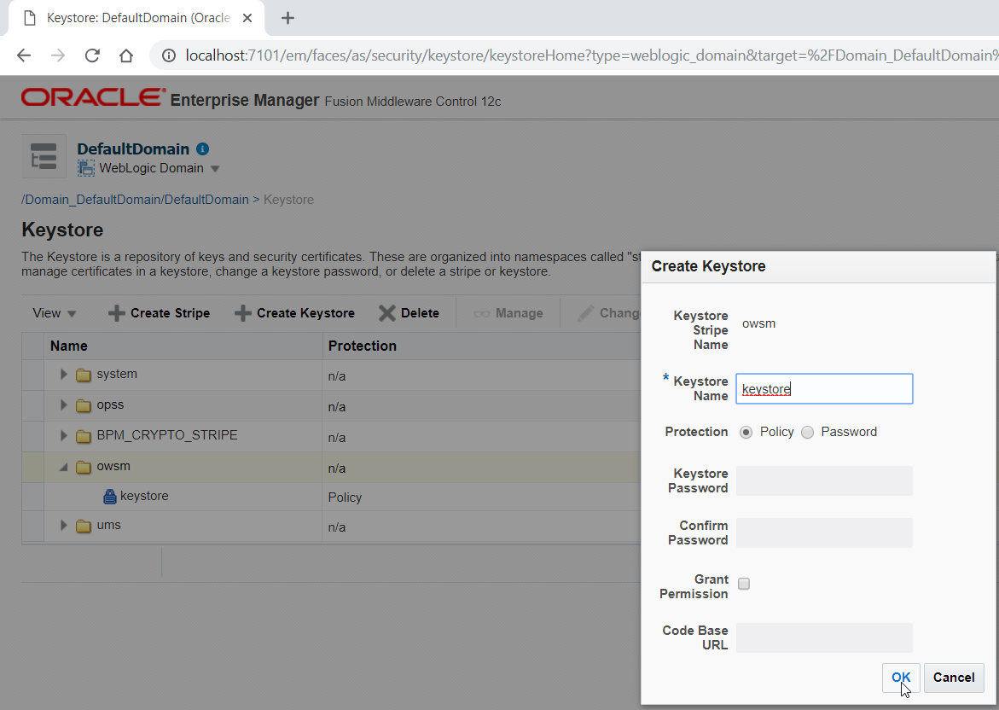 Keystore: DefaultDomain (Oracle
localhost:7101/em/faces/as/security/keystore/keystoreHome?type=weblogic_domain&target=%2FDomain_DefaultDomain%
ORACLE® Enterprise Manager Fusion Middleware Control 12c
DefaultDomain
WebLogic Domain
/Domain_DefaultDomain/DefaultDomain > Keystore
Keystore
The Keystore is a repository of keys and security certificates. These are organized into namespaces called "st
manage certificates in a keystore, change a keystore password, or delete a stripe or keystore.
View Create Stripe Create Keystore Delete Manage Chang
Name Protection
system n/a
opss n/a
BPM_CRYPTO_STRIPE n/a
owsm n/a
keystore Policy
ums n/a
Create Keystore
Keystore
Stripe
Name
owsm
* Keystore
Name
keystore
Protection Policy Password
Keystore
Password
Confirm
Password
Grant
Permission
Code Base
URL
OK Cancel